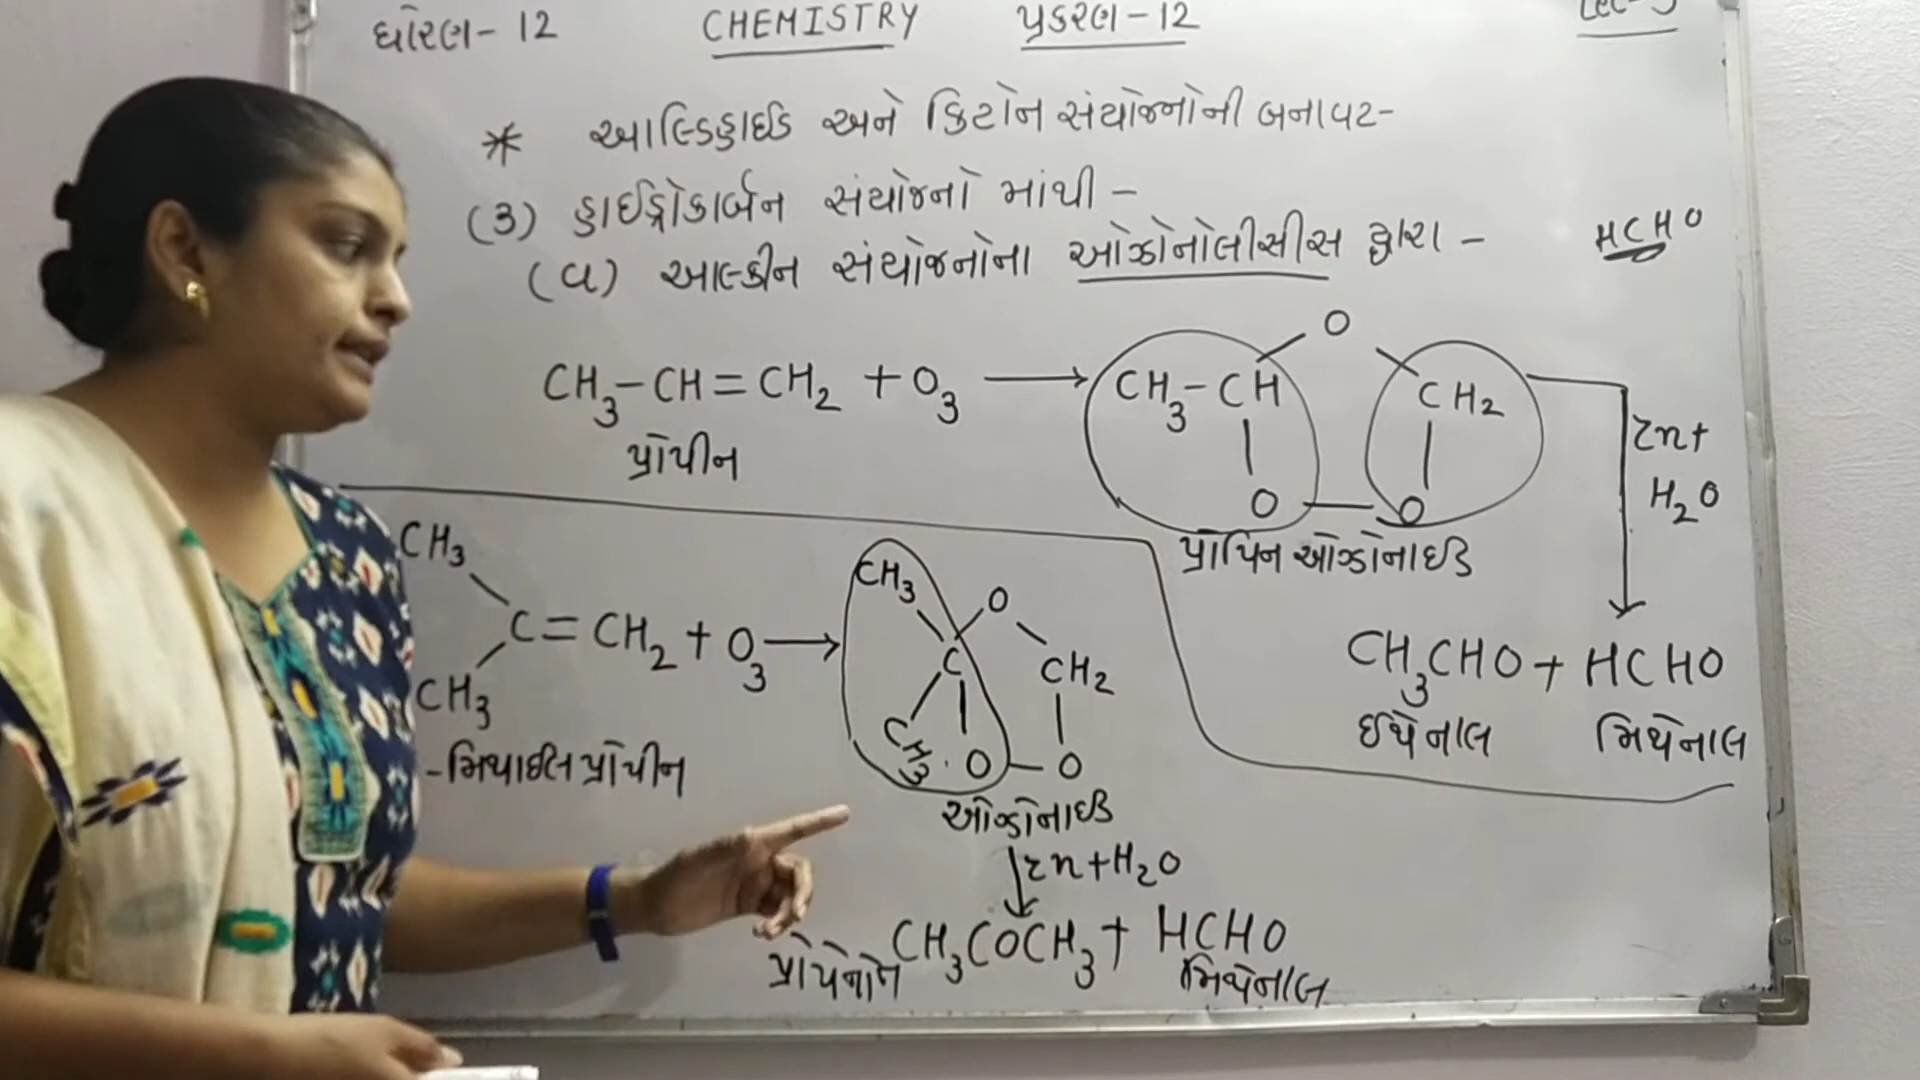 ધોરણ- 12 CHEMISTRY પ્રકરણ-12
* આલ્ડિહાઈડ અને કિટોન સંયોજનોની બનાવટ-
(3) હાઈડ્રોકાર્બન સંયોજનો માંથી -
(a) આલ્કીન સંયોજનોના ઓઝોનોલીસીસ દ્વારા - HCHO
CH3-CH=CH2 + O3 → CH3-CH O CH2 O O
પ્રોપીન
Zn+
H2O
પ્રોપિન ઓઝોનાઈડ
CH3CHO + HCHO
ઈથેનાલ મિથેનાલ
CH3 CH3 C=CH2 + O3 → CH3 C CH3 O CH2 O O
-મિથાઈલ પ્રોપીન
ઓઝોનાઈડ
↓ Zn+H2O
CH3COCH3 + HCHO
પ્રોપેનોન મિથેનાલ